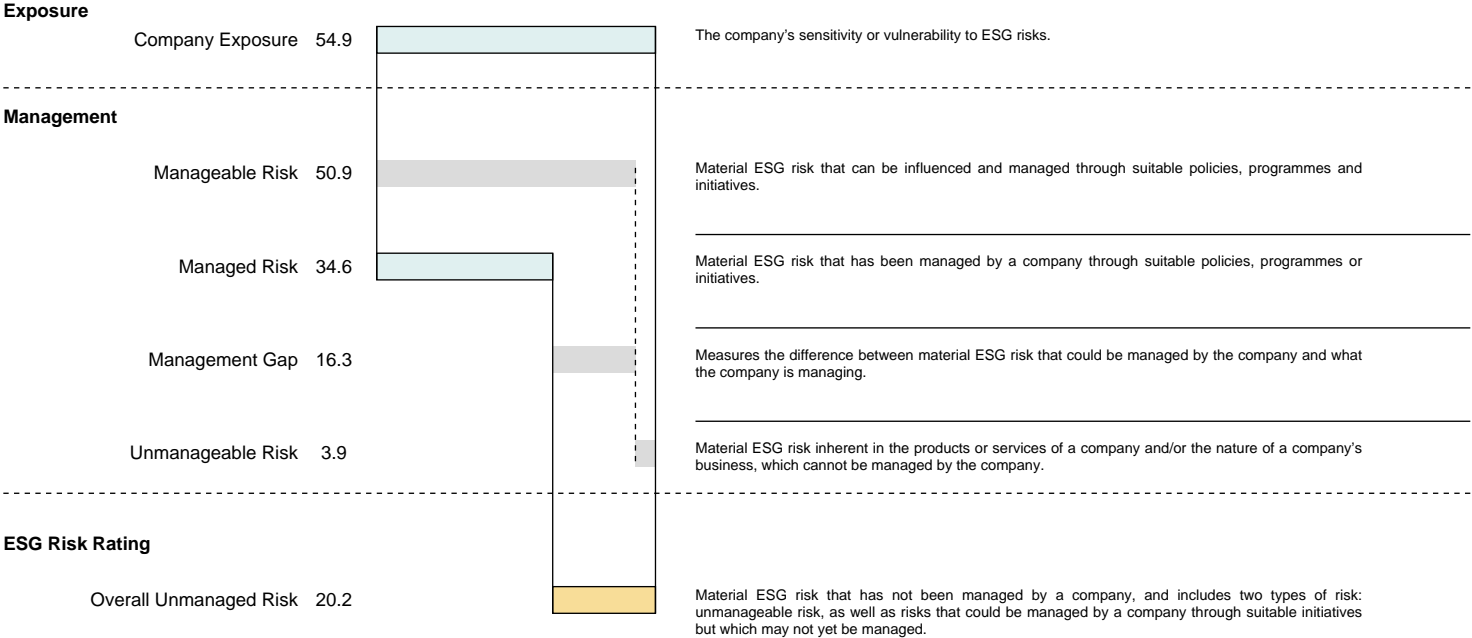 Exposure
Company Exposure 54.9
The company’s sensitivity or vulnerability to ESG risks.
Management
Manageable Risk 50.9
Material ESG risk that can be influenced and managed through suitable policies, programmes and
initiatives.
Managed Risk 34.6
Material ESG risk that has been managed by a company through suitable policies, programmes or
initiatives.
Management Gap 16.3
Measures the difference between material ESG risk that could be managed by the company and what
the company is managing.
Unmanageable Risk 3.9
Material ESG risk inherent in the products or services of a company and/or the nature of a company’s
business, which cannot be managed by the company.
ESG Risk Rating
Overall Unmanaged Risk 20.2
Material ESG risk that has not been managed by a company, and includes two types of risk:
unmanageable risk, as well as risks that could be managed by a company through suitable initiatives
but which may not yet be managed.